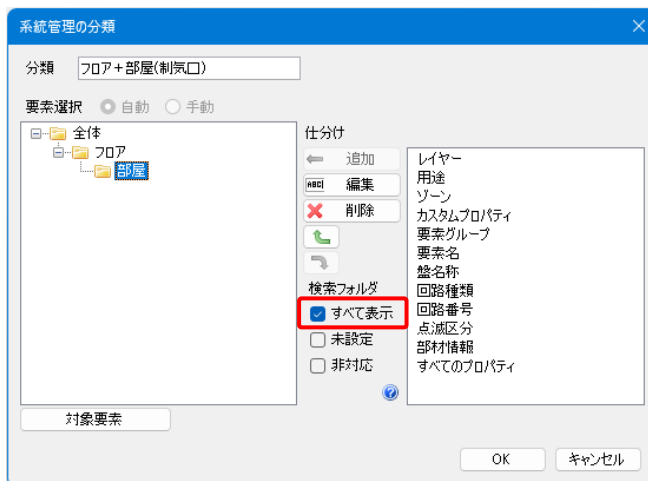 系統管理の分類
分類 フロア+部屋(制気口)
要素選択 自動 手動
全体
フロア
部屋
仕分け
追加
ABC 編集
削除
検索フォルダ
すべて表示
未設定
非対応
?
レイヤー
用途
ゾーン
カスタムプロパティ
要素グループ
要素名
盤名称
回路種類
回路番号
点滅区分
部材情報
すべてのプロパティ
対象要素
OK キャンセル